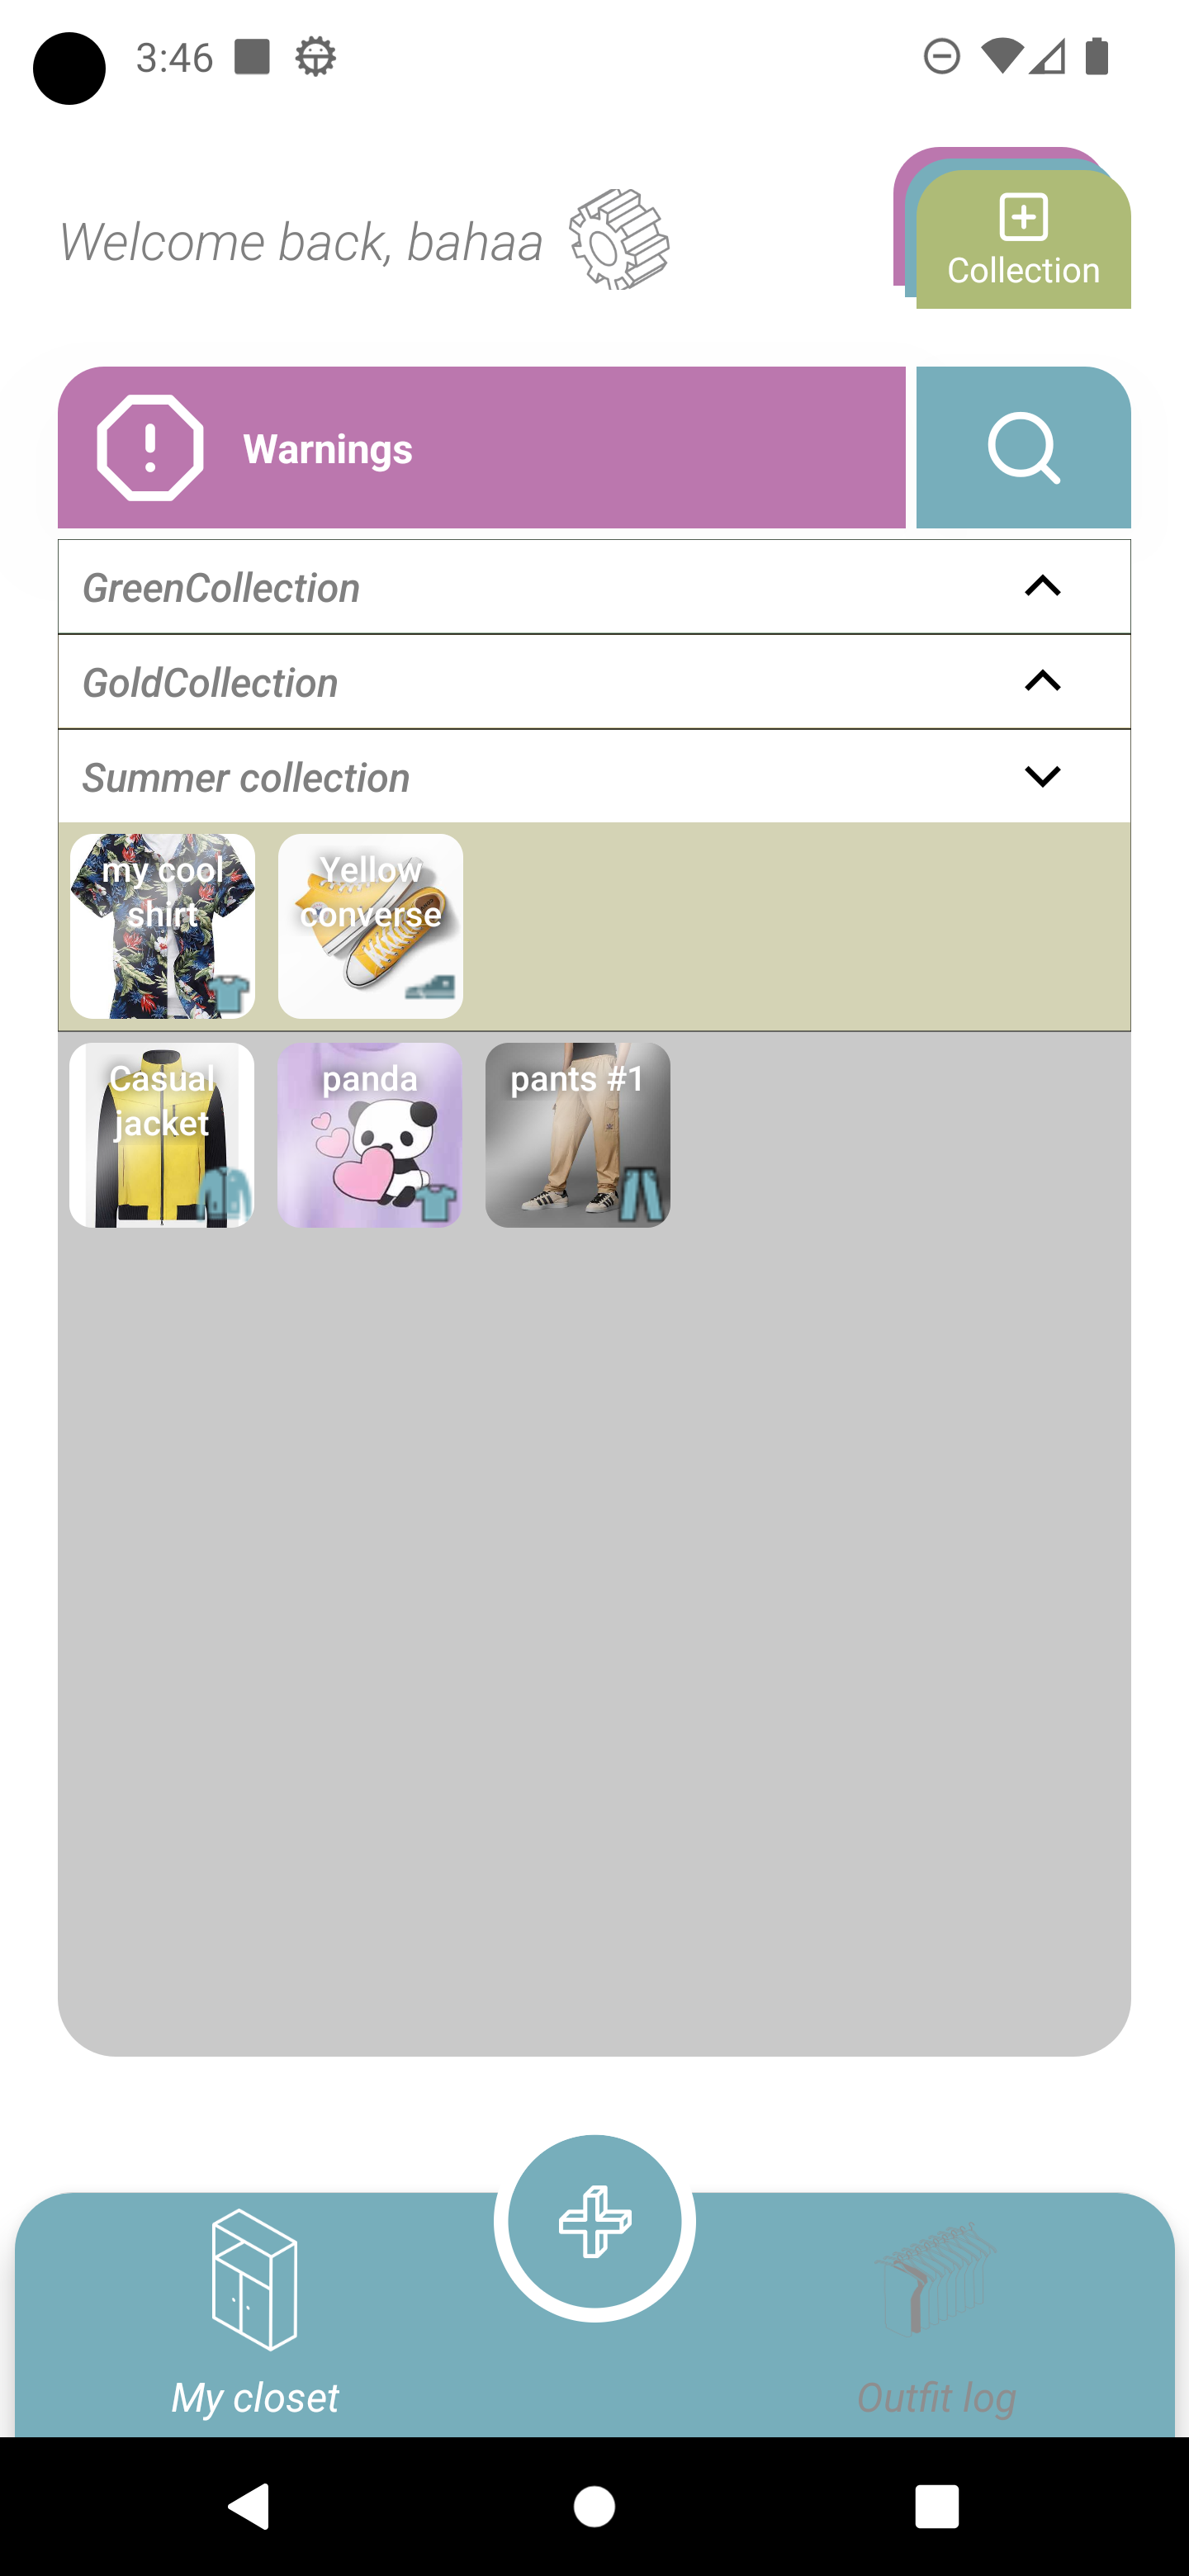 3:46
Welcome back, bahaa
Collection
Warnings
GreenCollection
GoldCollection
Summer collection
my cool
shirt
Yellow
converse
Casual
jacket
panda
pants #1
My closet
Outfit log